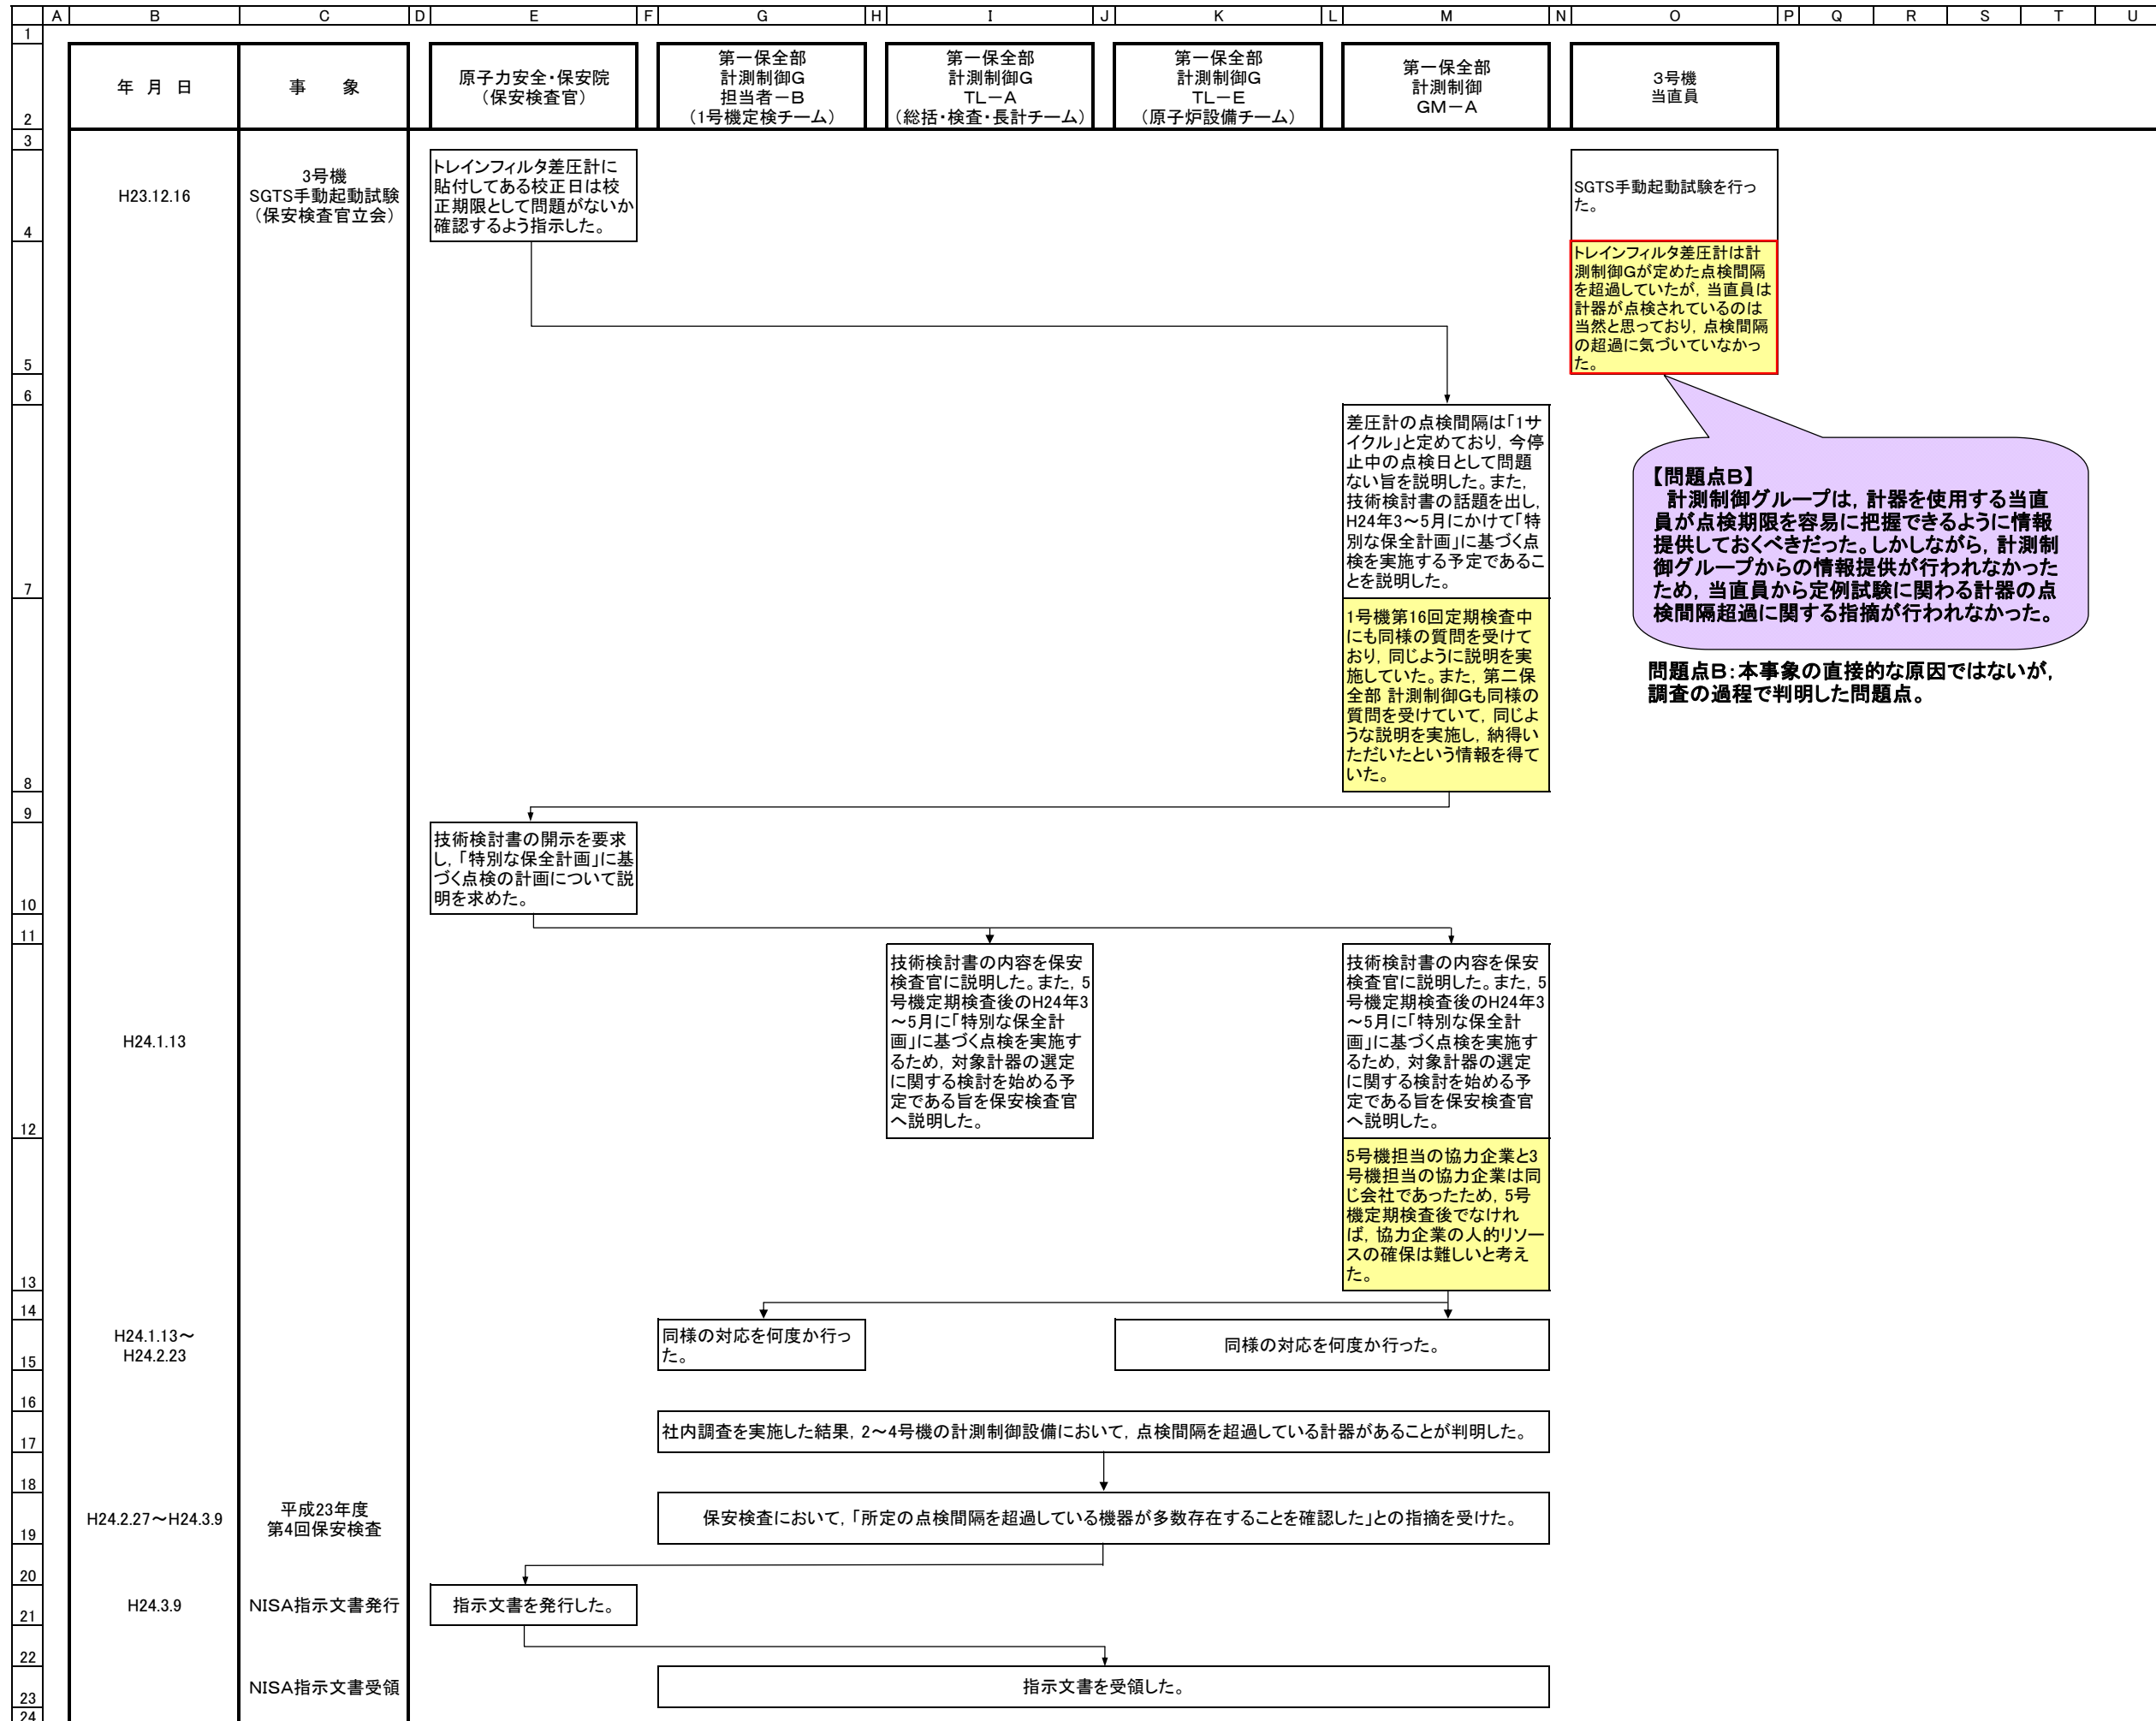 A B C D E F G H I J K L M N O P Q R S T U
1
2
年 月 日
事 象
原子力安全・保安院
(保安検査官)
第一保全部
計測制御G
担当者-B
(1号機定検チーム)
第一保全部
計測制御G
TL-A
(総括・検査・長計チーム)
第一保全部
計測制御G
TL-E
(原子炉設備チーム)
第一保全部
計測制御
GM-A
3号機
当直員
3
4
H23.12.16
3号機
SGTS手動起動試験
(保安検査官立会)
トレインフィルタ差圧計に
貼付してある校正日は校
正期限として問題がないか
確認するよう指示した。
SGTS手動起動試験を行っ
た。
5
トレインフィルタ差圧計は計
測制御Gが定めた点検間隔
を超過していたが, 当直員は
計器が点検されているのは
当然と思っており, 点検間隔
の超過に気づいていなかっ
た。
6
7
差圧計の点検間隔は「1サ
イクル」と定めており, 今停
止中の点検日として問題
ない旨を説明した。また,
技術検討書の話題を出し,
H24年3～5月にかけて「特
別な保全計画」に基づく点
検を実施する予定であるこ
とを説明した。
【問題点B】
計測制御グループは, 計器を使用する当直
員が点検期限を容易に把握できるように情報
提供しておくべきだった。しかしながら, 計測制
御グループからの情報提供が行われなかった
ため, 当直員から定例試験に関わる計器の点
検間隔超過に関する指摘が行われなかった。
問題点B:本事象の直接的な原因ではないが,
調査の過程で判明した問題点。
8
1号機第16回定期検査中
にも同様の質問を受けて
おり, 同じように説明を実
施していた。また, 第二保
全部 計測制御Gも同様の
質問を受けていて, 同じよ
うな説明を実施し, 納得い
ただいたという情報を得て
いた。
9
10
技術検討書の開示を要求
し, 「特別な保全計画」に基
づく点検の計画について説
明を求めた。
11
12
H24.1.13
技術検討書の内容を保安
検査官に説明した。また, 5
号機定期検査後のH24年3
～5月に「特別な保全計
画」に基づく点検を実施す
るため, 対象計器の選定
に関する検討を始める予
定である旨を保安検査官
へ説明した。
技術検討書の内容を保安
検査官に説明した。また, 5
号機定期検査後のH24年3
～5月に「特別な保全計
画」に基づく点検を実施す
るため, 対象計器の選定
に関する検討を始める予
定である旨を保安検査官
へ説明した。
13
5号機担当の協力企業と3
号機担当の協力企業は同
じ会社であったため, 5号
機定期検査後でなけれ
ば, 協力企業の人的リソー
スの確保は難しいと考え
た。
14
15
H24.1.13～
H24.2.23
同様の対応を何度か行っ
た。
同様の対応を何度か行った。
16
17
社内調査を実施した結果, 2～4号機の計測制御設備において, 点検間隔を超過している計器があることが判明した。
18
19
H24.2.27～H24.3.9
平成23年度
第4回保安検査
保安検査において, 「所定の点検間隔を超過している機器が多数存在することを確認した」との指摘を受けた。
20
21
H24.3.9
NISA指示文書発行
指示文書を発行した。
22
23
NISA指示文書受領
指示文書を受領した。
24